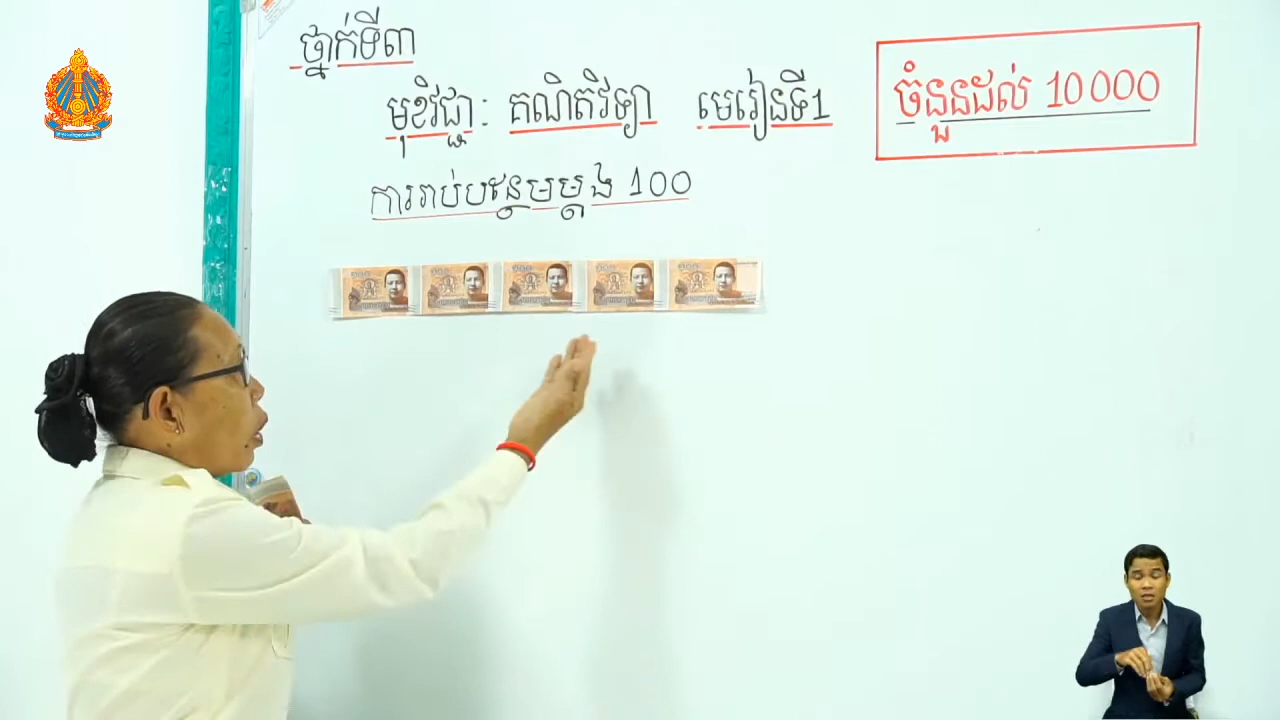 ថ្នាក់ទី៣
មុខវិជ្ជា : គណិតវិទ្យា មេរៀនទី1
ចំនួនដល់ 10000
ការរាប់បន្ថែមម្ដង 100